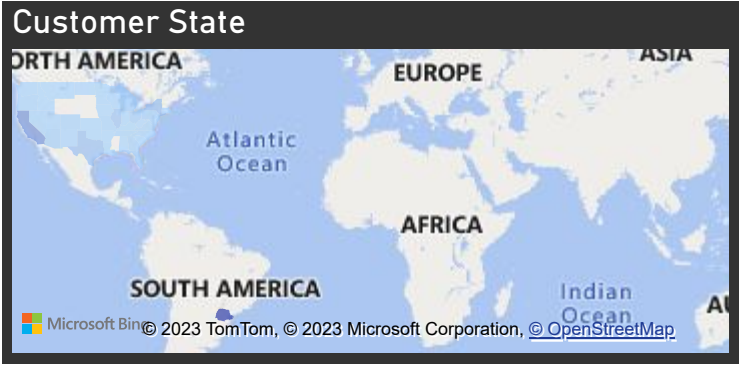 Customer State
ORTH AMERICA
ASIA
EUROPE
Atlantic
Ocean
AFRICA
SOUTH AMERICA
Indian
Ocean
AU
Microsoft Bing
© 2023 TomTom, © 2023 Microsoft Corporation, © OpenStreetMap